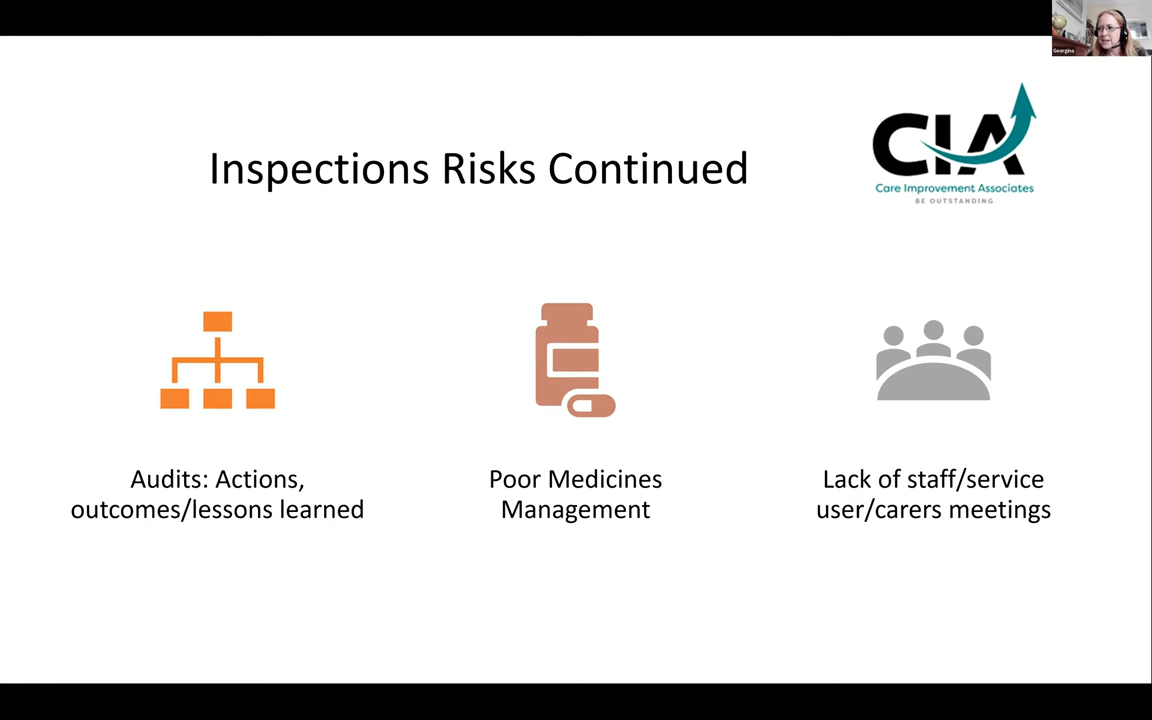 Georgina
Inspections Risks Continued
CIA
Care Improvement Associates
BE OUTSTANDING
Audits: Actions,
outcomes/lessons learned
Poor Medicines
Management
Lack of staff/service
user/carers meetings